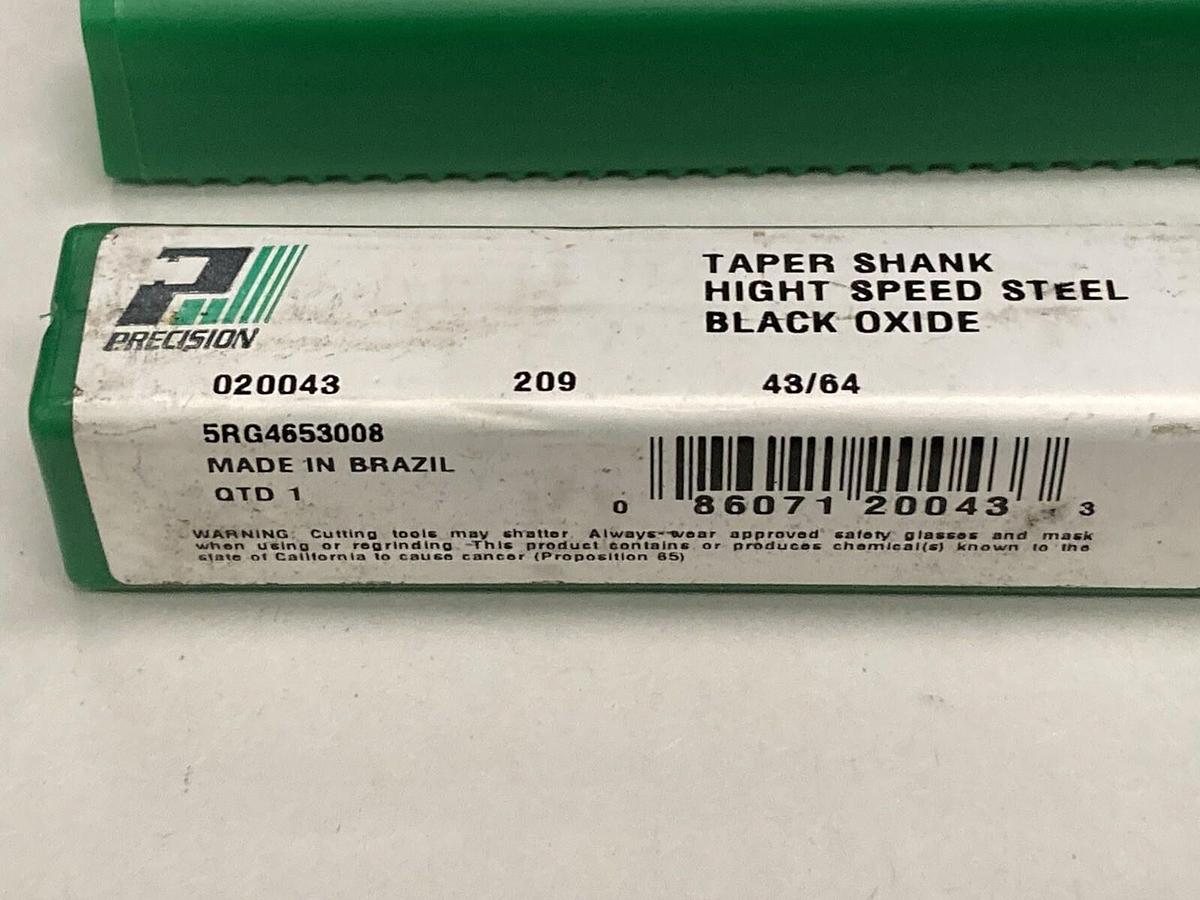 P
PRECISION
TAPER SHANK
HIGHT SPEED STEEL
BLACK OXIDE
020043 209 43/64
5RG4653008
MADE IN BRAZIL
QTD 1
0 86071 20043 3
WARNING: Cutting tools may shatter. Always wear approved safety glasses and mask
when using or regrinding. This product contains or produces chemical(s) known to the
state of California to cause cancer (Proposition 65)